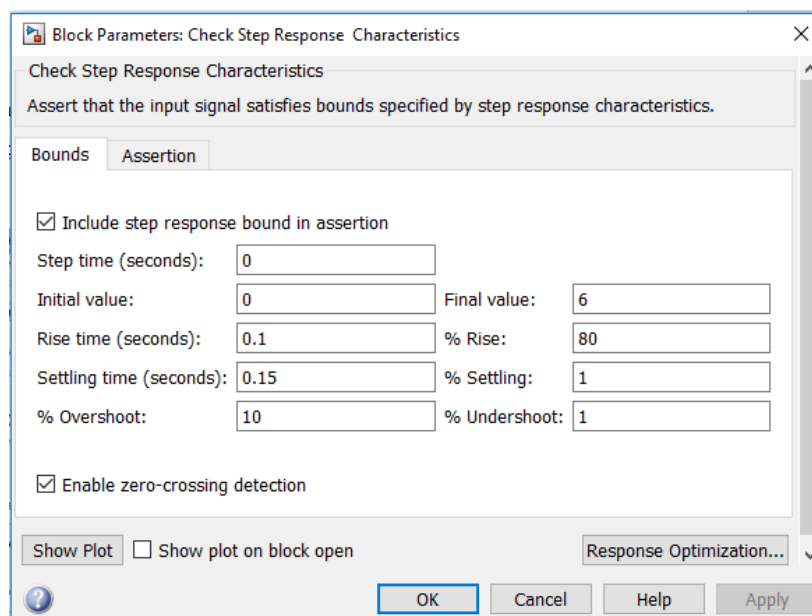 Block Parameters: Check Step Response Characteristics
Check Step Response Characteristics
Assert that the input signal satisfies bounds specified by step response characteristics.
Bounds Assertion
Include step response bound in assertion
Step time (seconds): 0
Initial value: 0 Final value: 6
Rise time (seconds): 0.1 % Rise: 80
Settling time (seconds): 0.15 % Settling: 1
% Overshoot: 10 % Undershoot: 1
Enable zero-crossing detection
Show Plot Show plot on block open Response Optimization...
? OK Cancel Help Apply